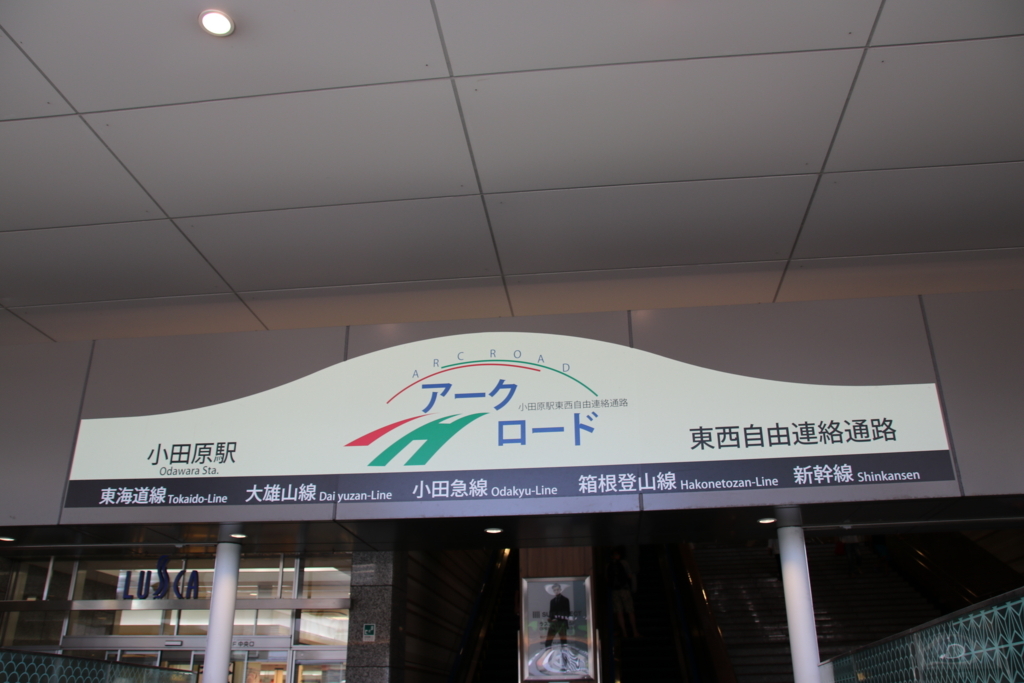 ARC ROAD
アーク
小田原駅東西自由連絡通路
ロード
小田原駅
Odawara Sta.
東西自由連絡通路
東海道線 Tokaido-Line 大雄山線 Dai yuzan-Line 小田急線 Odakyu-Line 箱根登山線 Hakonetozan-Line 新幹線 Shinkansen
LUSCA